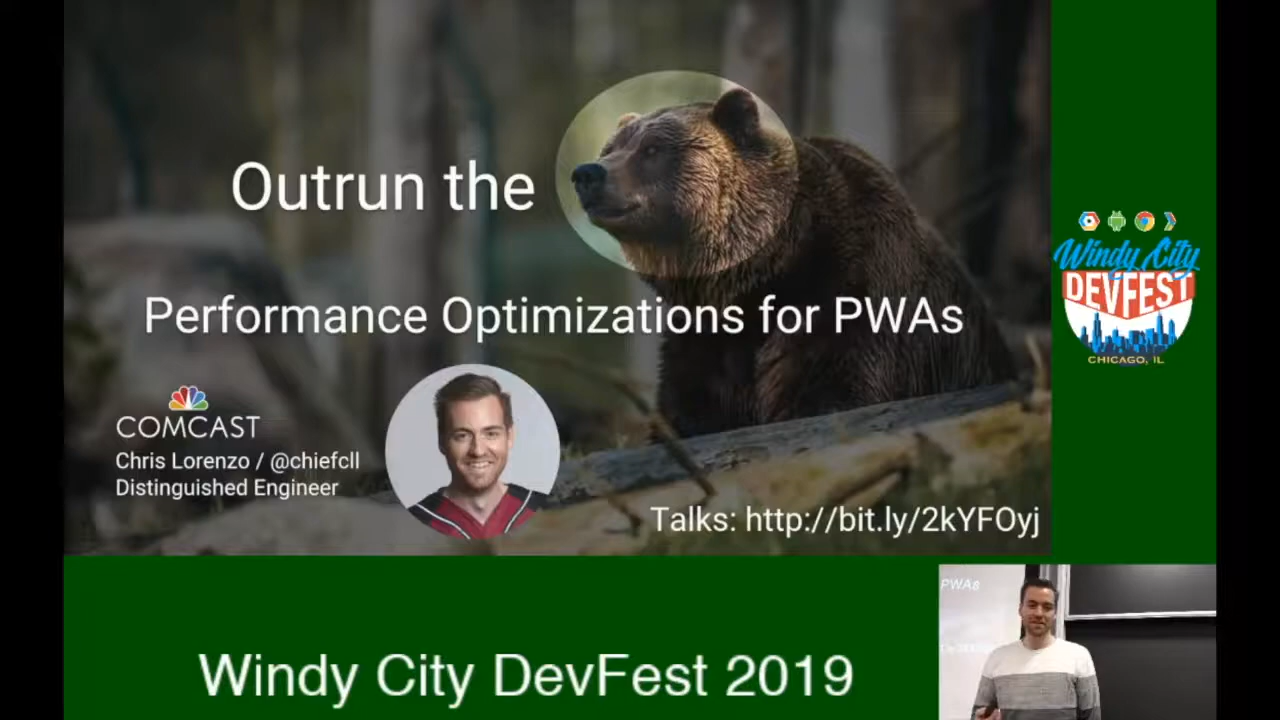 Outrun the
Performance Optimizations for PWAs
COMCAST
Chris Lorenzo / @chiefcll
Distinguished Engineer
Talks: http://bit.ly/2kYFOyj
Windy City
DEVFEST
CHICAGO, IL
PWAs
Windy City DevFest 2019